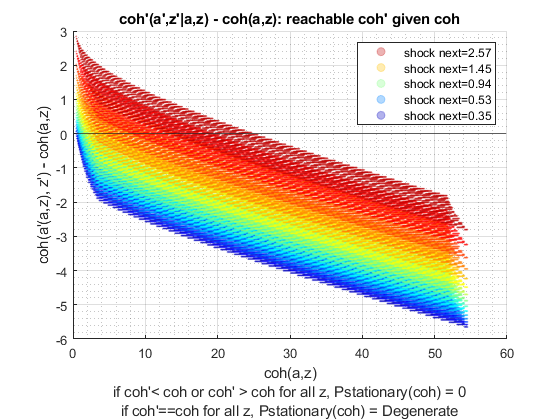 coh'(a',z'|a,z) - coh(a,z): reachable coh' given coh
3
2
1
0
-1
-2
-3
-4
-5
-6
coh(a'(a,z), z') - coh(a,z)
shock next=2.57
shock next=1.45
shock next=0.94
shock next=0.53
shock next=0.35
0 10 20 30 40 50 60
coh(a,z)
if coh'< coh or coh' > coh for all z, Pstationary(coh) = 0
if coh'==coh for all z, Pstationary(coh) = Degenerate